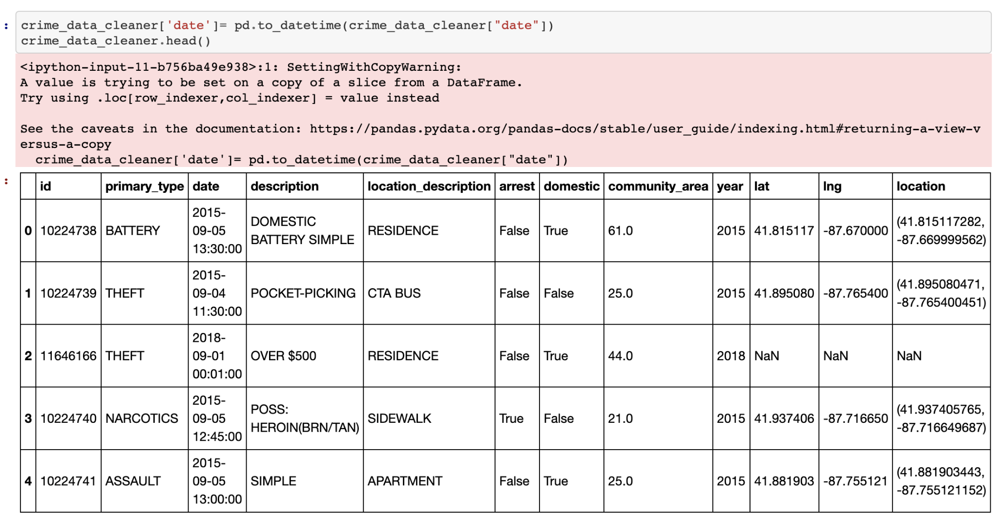 : crime_data_cleaner['date']= pd.to_datetime(crime_data_cleaner["date"])
crime_data_cleaner.head()
<ipython-input-11-b756ba49e938>:1: SettingWithCopyWarning:
A value is trying to be set on a copy of a slice from a DataFrame.
Try using .loc[row_indexer,col_indexer] = value instead
See the caveats in the documentation: https://pandas.pydata.org/pandas-docs/stable/user_guide/indexing.html#returning-a-view-v
ersus-a-copy
crime_data_cleaner['date']= pd.to_datetime(crime_data_cleaner["date"])
: id primary_type date description location_description arrest domestic community_area year lat lng location
0 10224738 BATTERY 2015-
09-05
13:30:00 DOMESTIC
BATTERY SIMPLE RESIDENCE False True 61.0 2015 41.815117 -87.670000 (41.815117282,
-87.669999562)
1 10224739 THEFT 2015-
09-04
11:30:00 POCKET-PICKING CTA BUS False False 25.0 2015 41.895080 -87.765400 (41.895080471,
-87.765400451)
2 11646166 THEFT 2018-
09-01
00:01:00 OVER $500 RESIDENCE False True 44.0 2018 NaN NaN NaN
3 10224740 NARCOTICS 2015-
09-05
12:45:00 POSS:
HEROIN(BRN/TAN) SIDEWALK True False 21.0 2015 41.937406 -87.716650 (41.937405765,
-87.716649687)
4 10224741 ASSAULT 2015-
09-05
13:00:00 SIMPLE APARTMENT False True 25.0 2015 41.881903 -87.755121 (41.881903443,
-87.755121152)